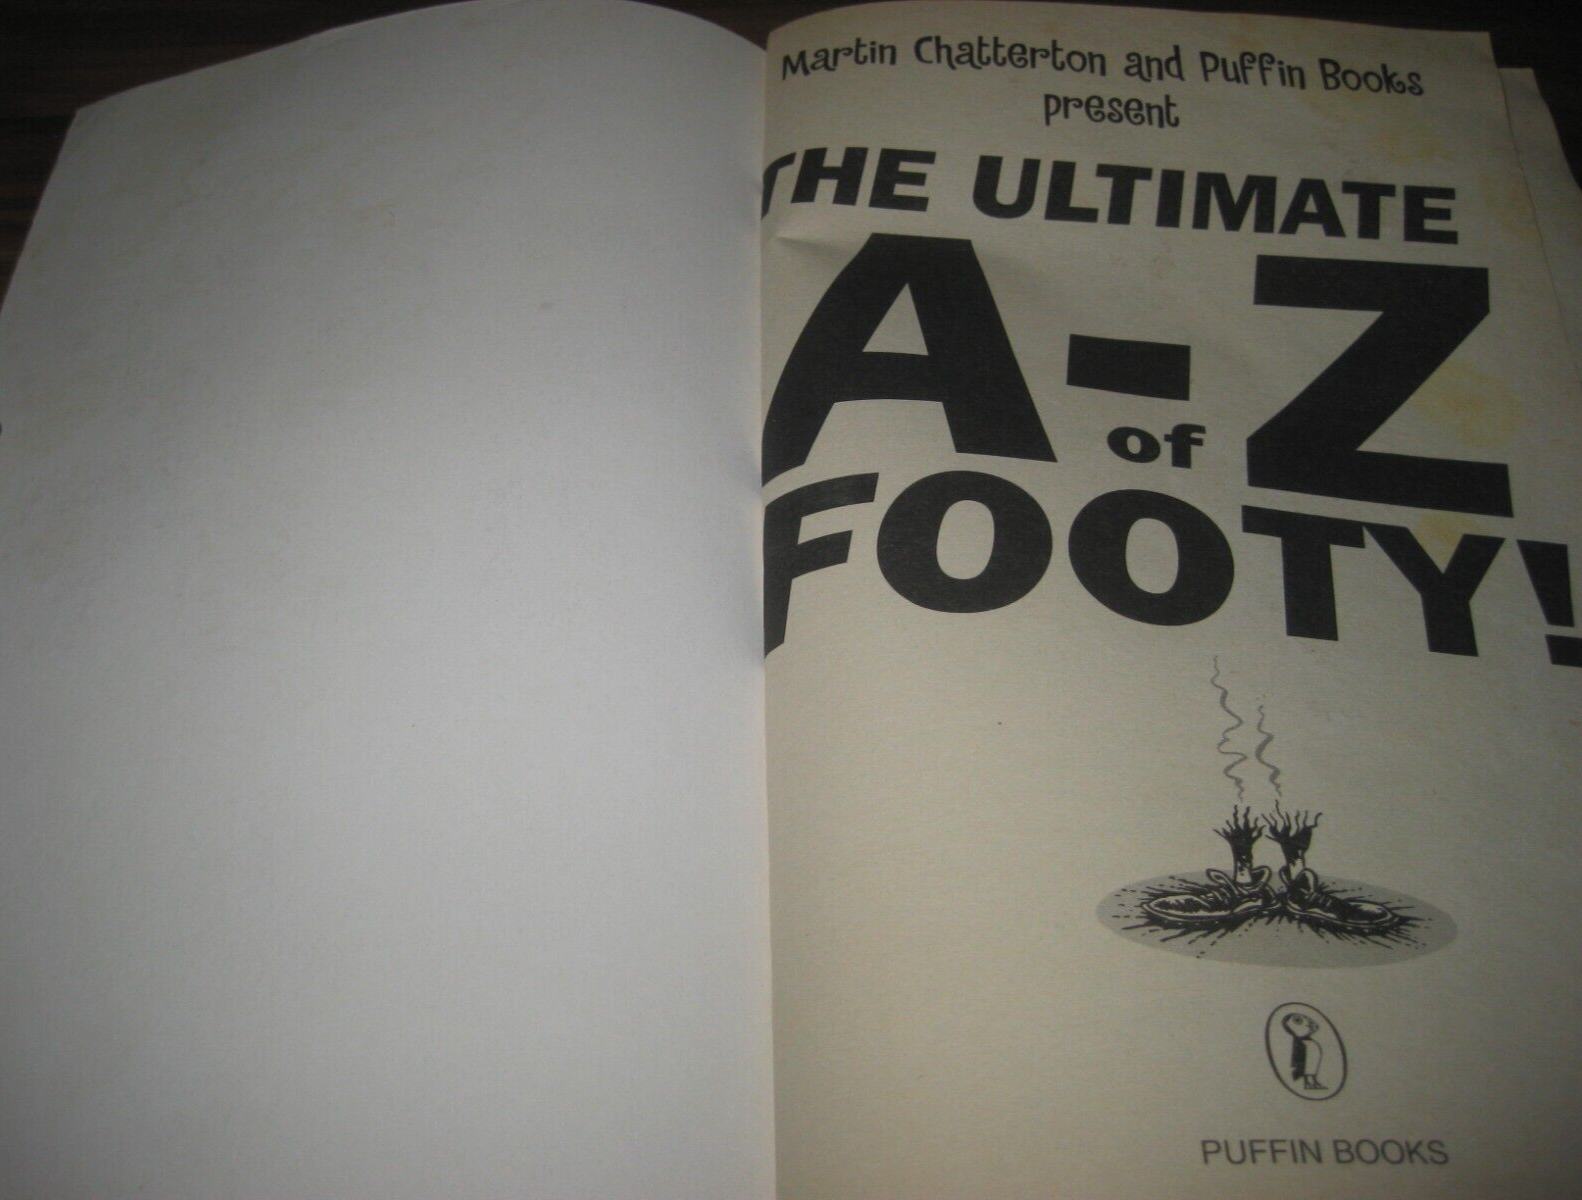 Martin Chatterton and Puffin Books
present
THE ULTIMATE
A-Z
of
FOOTY!
PUFFIN BOOKS